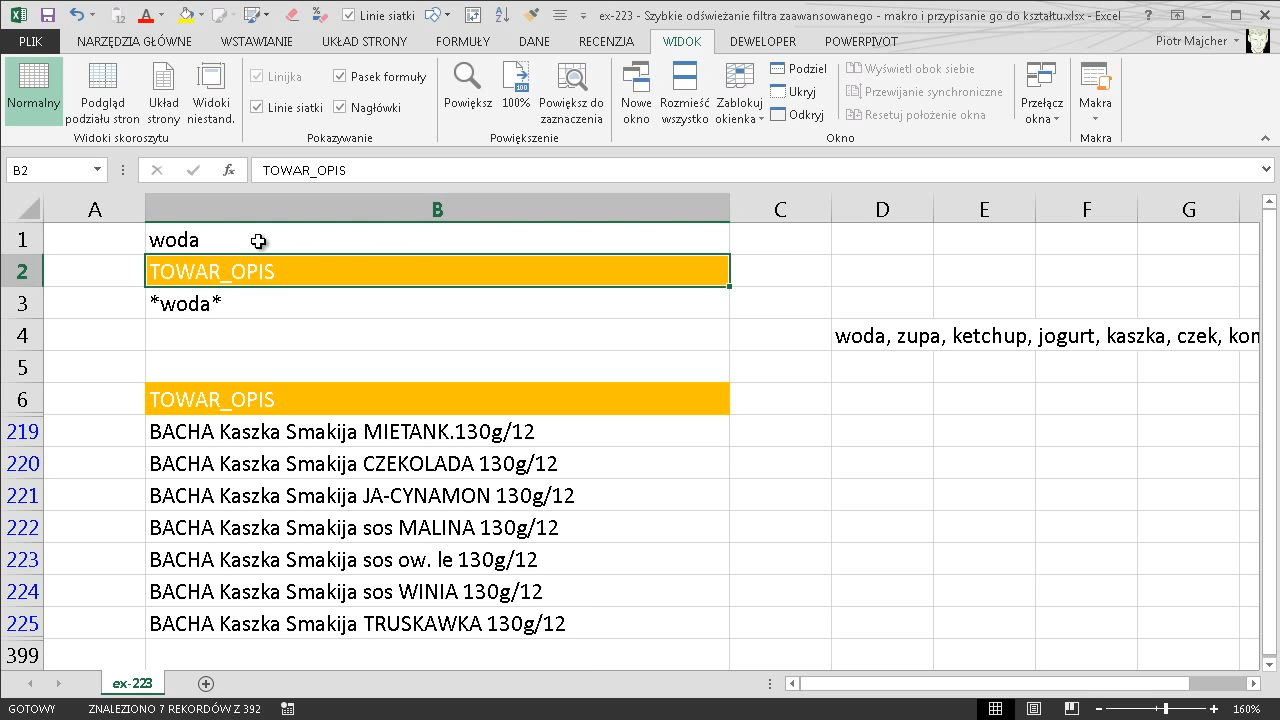 Linie siatki
ex-223 - Szybkie odświeżanie filtra zaawansowanego - makro i przypisanie go do kształtu.xlsx - Excel
PLIK NARZĘDZIA GŁÓWNE WSTAWIANIE UKŁAD STRONY FORMUŁY DANE RECENZJA WIDOK DEWELOPER POWERPIVOT Piotr Majcher
Normalny
Podgląd podziału stron
Układ strony
Widoki niestand.
Widoki skoroszytu
Linijka
Pasek formuły
Linie siatki
Nagłówki
Pokazywanie
Powiększ
100%
Powiększ do zaznaczenia
Powiększenie
Nowe okno
Rozmieść wszystko
Zablokuj okienka
Podziel
Ukryj
Odkryj
Wyświetl obok siebie
Przewijanie synchroniczne
Resetuj położenie okna
Okno
Przełącz okna
Makra
Makra
B2 fx TOWAR_OPIS
A B C D E F G
1 woda
2 TOWAR_OPIS
3 *woda*
4 woda, zupa, ketchup, jogurt, kaszka, czek, kon
5
6 TOWAR_OPIS
219 BACHA Kaszka Smakija MIETANK.130g/12
220 BACHA Kaszka Smakija CZEKOLADA 130g/12
221 BACHA Kaszka Smakija JA-CYNAMON 130g/12
222 BACHA Kaszka Smakija sos MALINA 130g/12
223 BACHA Kaszka Smakija sos ow. le 130g/12
224 BACHA Kaszka Smakija sos WINIA 130g/12
225 BACHA Kaszka Smakija TRUSKAWKA 130g/12
399
ex-223
GOTOWY ZNALEZIONO 7 REKORDÓW Z 392 160%